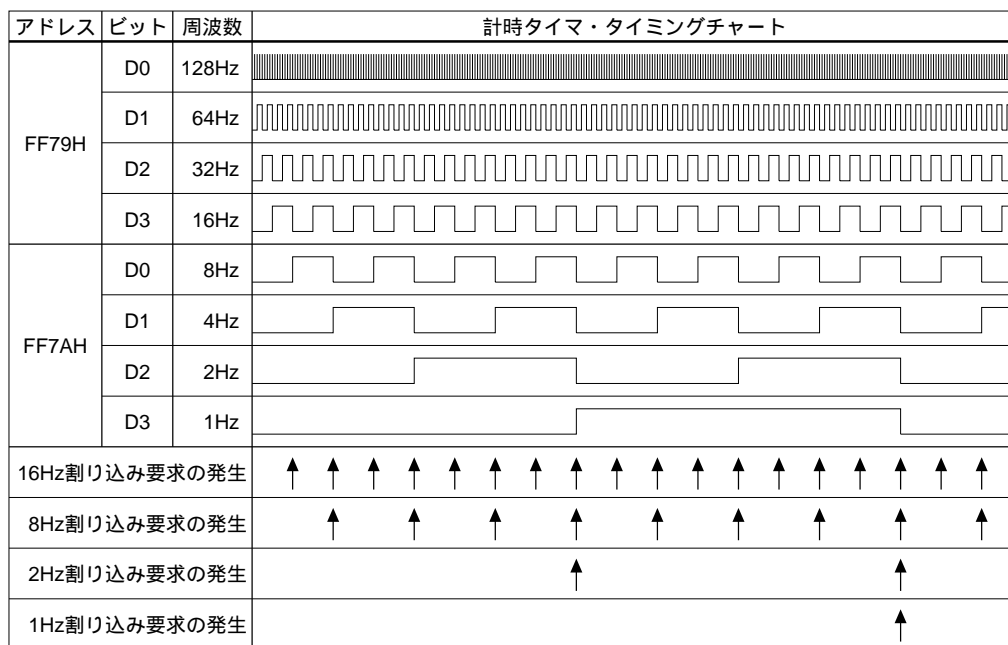 アドレス ビット 周波数 計時タイマ・タイミングチャート
FF79H
D0 128Hz
D1 64Hz
D2 32Hz
D3 16Hz
FF7AH
D0 8Hz
D1 4Hz
D2 2Hz
D3 1Hz
16Hz割り込み要求の発生
8Hz割り込み要求の発生
2Hz割り込み要求の発生
1Hz割り込み要求の発生